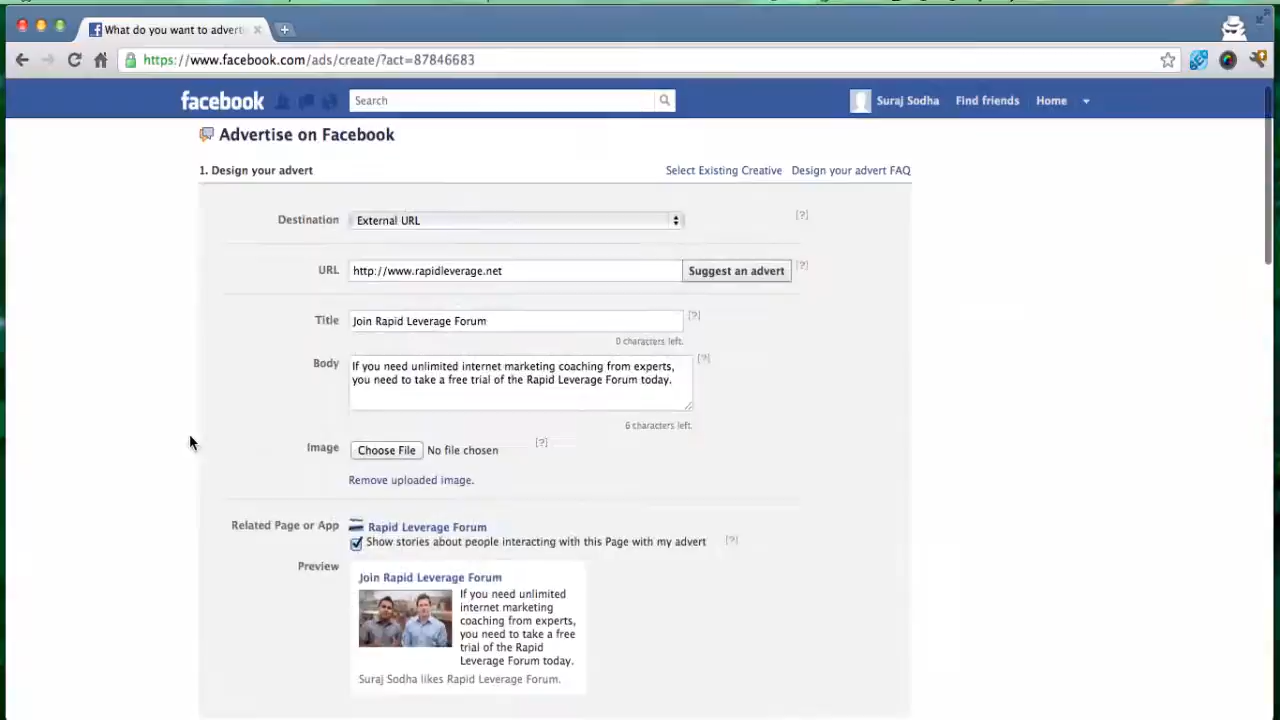 What do you want to advert
https://www.facebook.com/ads/create/?act=87846683
facebook Search Suraj Sodha Find friends Home
Advertise on Facebook
1. Design your advert Select Existing Creative Design your advert FAQ
Destination External URL [?]
URL http://www.rapidleverage.net Suggest an advert [?]
Title Join Rapid Leverage Forum [?]
0 characters left.
Body If you need unlimited internet marketing coaching from experts, [?]
you need to take a free trial of the Rapid Leverage Forum today.
6 characters left.
Image Choose File No file chosen [?]
Remove uploaded image.
Related Page or App Rapid Leverage Forum
Show stories about people interacting with this Page with my advert [?]
Preview
Join Rapid Leverage Forum
If you need unlimited
internet marketing
coaching from experts,
you need to take a free
trial of the Rapid
Leverage Forum today.
Suraj Sodha likes Rapid Leverage Forum.